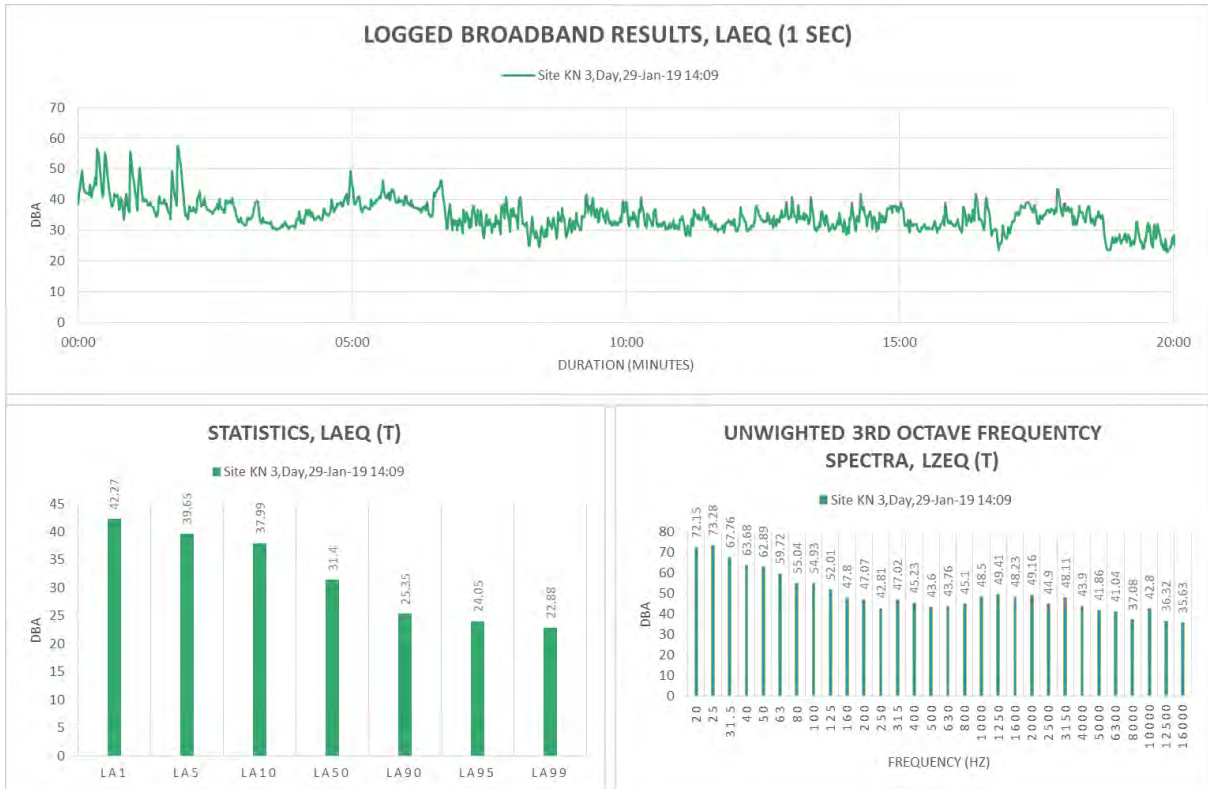 LOGGED BROADBAND RESULTS, LAEQ (1 SEC)
Site KN 3,Day,29-Jan-19 14:09
70
60
50
40
30
20
10
0
DBA
00:00 05:00 10:00 15:00 20:00
DURATION (MINUTES)
STATISTICS, LAEQ (T)
Site KN 3,Day,29-Jan-19 14:09
45
40
35
30
25
20
15
10
5
0
DBA
42.27 39.65 37.99 31.4 25.35 24.05 22.88
LA1 LA5 LA10 LA50 LA90 LA95 LA99
UNWIGHTED 3RD OCTAVE FREQUENTCY
SPECTRA, LZEQ (T)
Site KN 3,Day,29-Jan-19 14:09
80
70
60
50
40
30
20
10
0
DBA
72.15 73.28 67.76 63.68 62.89 59.72 55.04 54.93 52.01 47.8 47.07 42.81 47.02 45.23 43.6 43.76 45.1 48.5 49.41 48.23 49.16 44.9 48.11 43.9 41.86 41.04 37.08 42.8 36.32 35.63
20 25 31.5 40 50 63 80 100 125 160 200 250 315 400 500 630 800 1000 1250 1600 2000 2500 3150 4000 5000 6300 8000 10000 12500 16000
FREQUENCY (HZ)